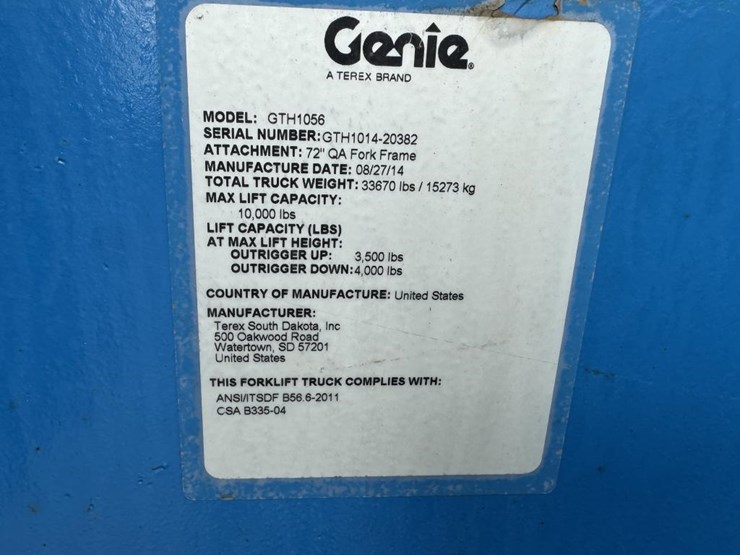 Genie®
A TEREX BRAND
MODEL: GTH1056
SERIAL NUMBER: GTH1014-20382
ATTACHMENT: 72" QA Fork Frame
MANUFACTURE DATE: 08/27/14
TOTAL TRUCK WEIGHT: 33670 lbs / 15273 kg
MAX LIFT CAPACITY:
10,000 lbs
LIFT CAPACITY (LBS)
AT MAX LIFT HEIGHT:
OUTRIGGER UP: 3,500 lbs
OUTRIGGER DOWN: 4,000 lbs
COUNTRY OF MANUFACTURE: United States
MANUFACTURER:
Terex South Dakota, Inc
500 Oakwood Road
Watertown, SD 57201
United States
THIS FORKLIFT TRUCK COMPLIES WITH:
ANSI/ITSDF B56.6-2011
CSA B335-04